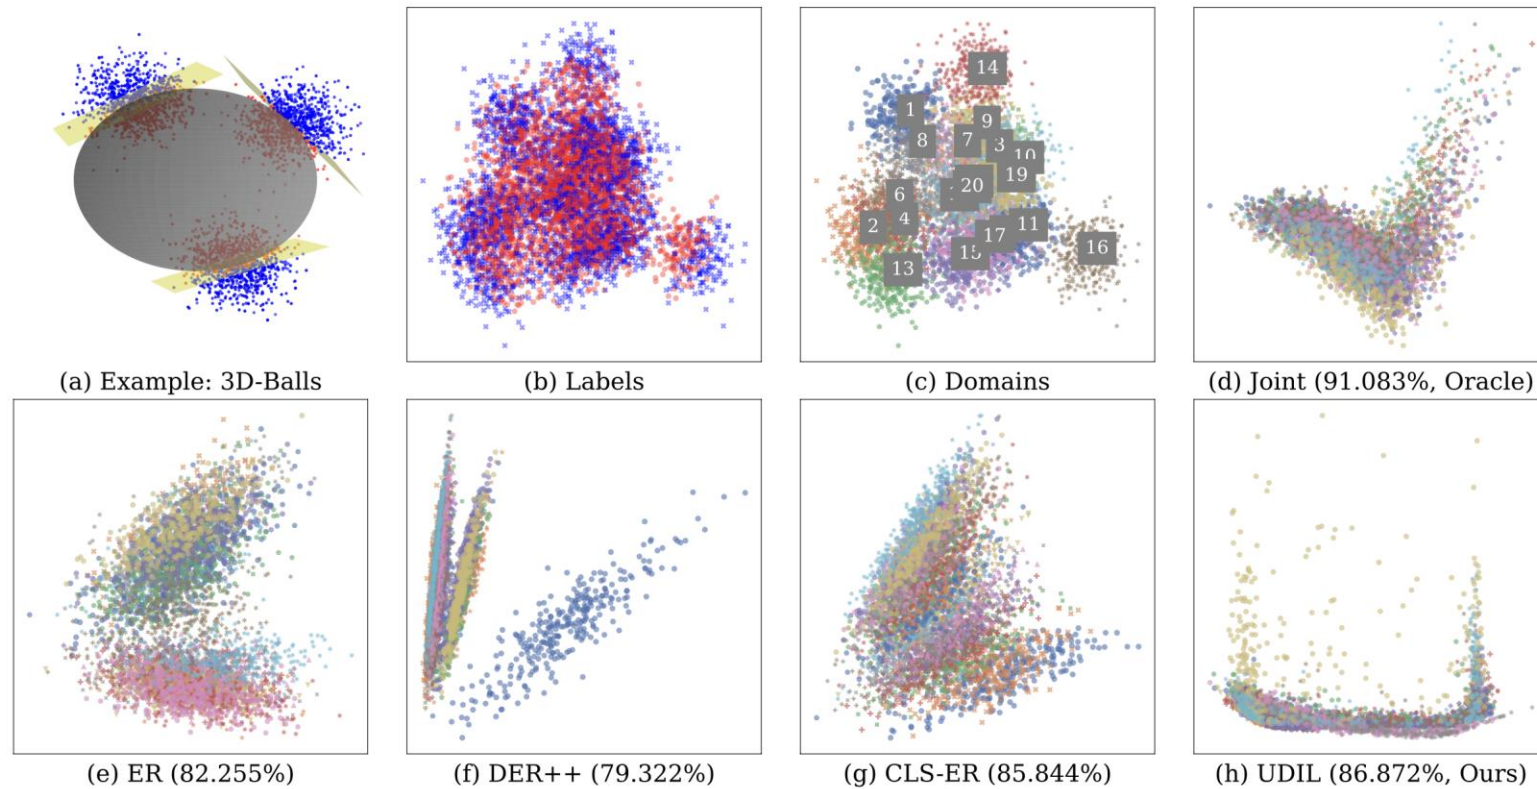 14
1
9
8
7
3
10
19
20
6
2
4
11
17
15
16
13
(a) Example: 3D-Balls
(b) Labels
(c) Domains
(d) Joint (91.083%, Oracle)
(e) ER (82.255%)
(f) DER++ (79.322%)
(g) CLS-ER (85.844%)
(h) UDIL (86.872%, Ours)